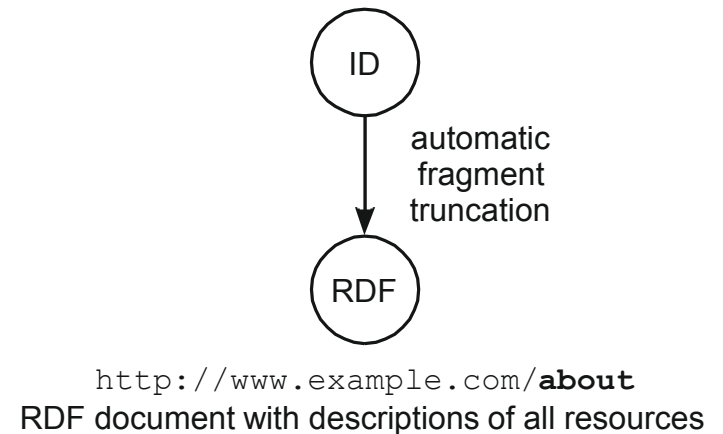 ID
automatic
fragment
truncation
RDF
http://www.example.com/about
RDF document with descriptions of all resources